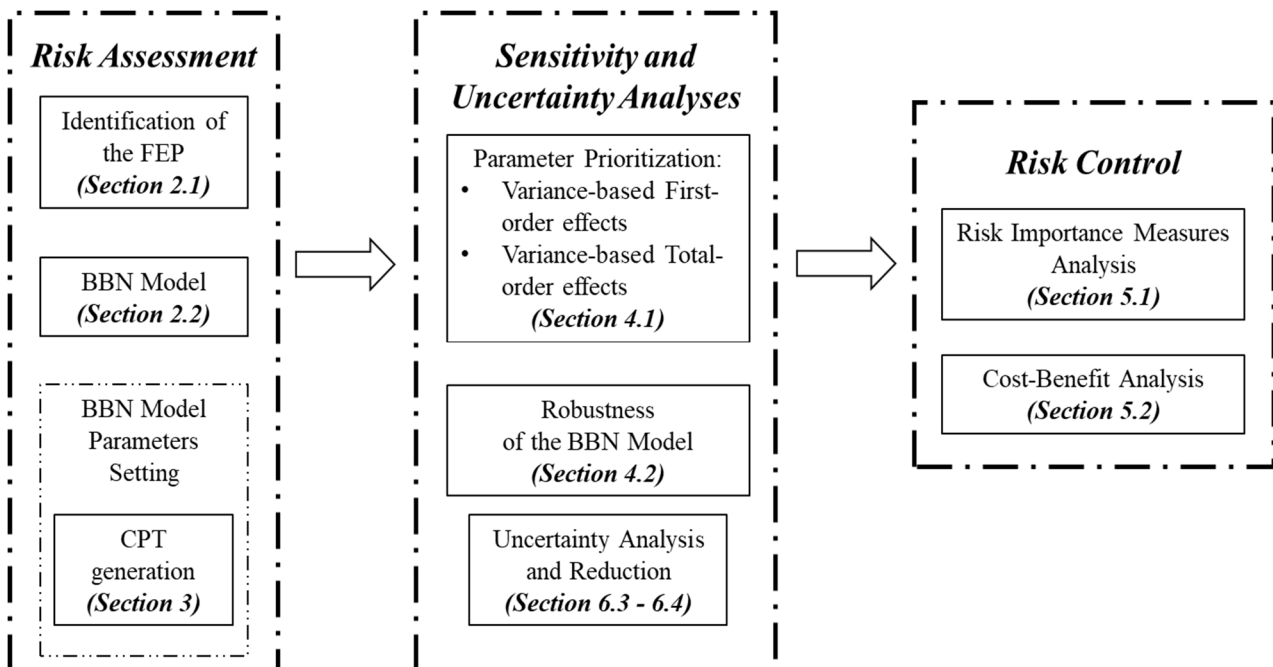 Risk Assessment
Identification of
the FEP
(Section 2.1)
BBN Model
(Section 2.2)
BBN Model
Parameters
Setting
CPT
generation
(Section 3)
Sensitivity and
Uncertainty Analyses
Parameter Prioritization:
• Variance-based First-
order effects
• Variance-based Total-
order effects
(Section 4.1)
Robustness
of the BBN Model
(Section 4.2)
Uncertainty Analysis
and Reduction
(Section 6.3 - 6.4)
Risk Control
Risk Importance Measures
Analysis
(Section 5.1)
Cost-Benefit Analysis
(Section 5.2)